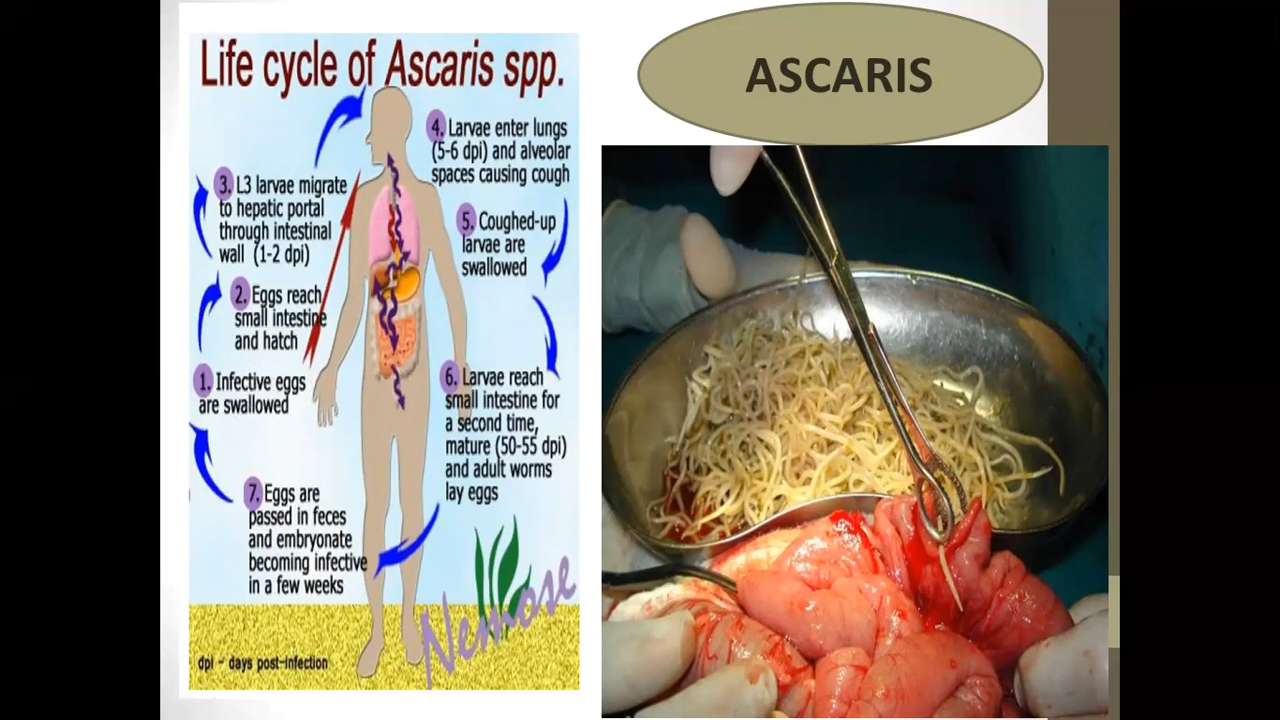 Life cycle of Ascaris spp.
ASCARIS
1. Infective eggs
are swallowed
2. Eggs reach
small intestine
and hatch
3. L3 larvae migrate
to hepatic portal
through intestinal
wall (1-2 dpi)
4. Larvae enter lungs
(5-6 dpi) and alveolar
spaces causing cough
5. Coughed-up
larvae are
swallowed
6. Larvae reach
small intestine for
a second time,
mature (50-55 dpi)
and adult worms
lay eggs
7. Eggs are
passed in feces
and embryonate
becoming infective
in a few weeks
Nemose
dpi - days post-infection